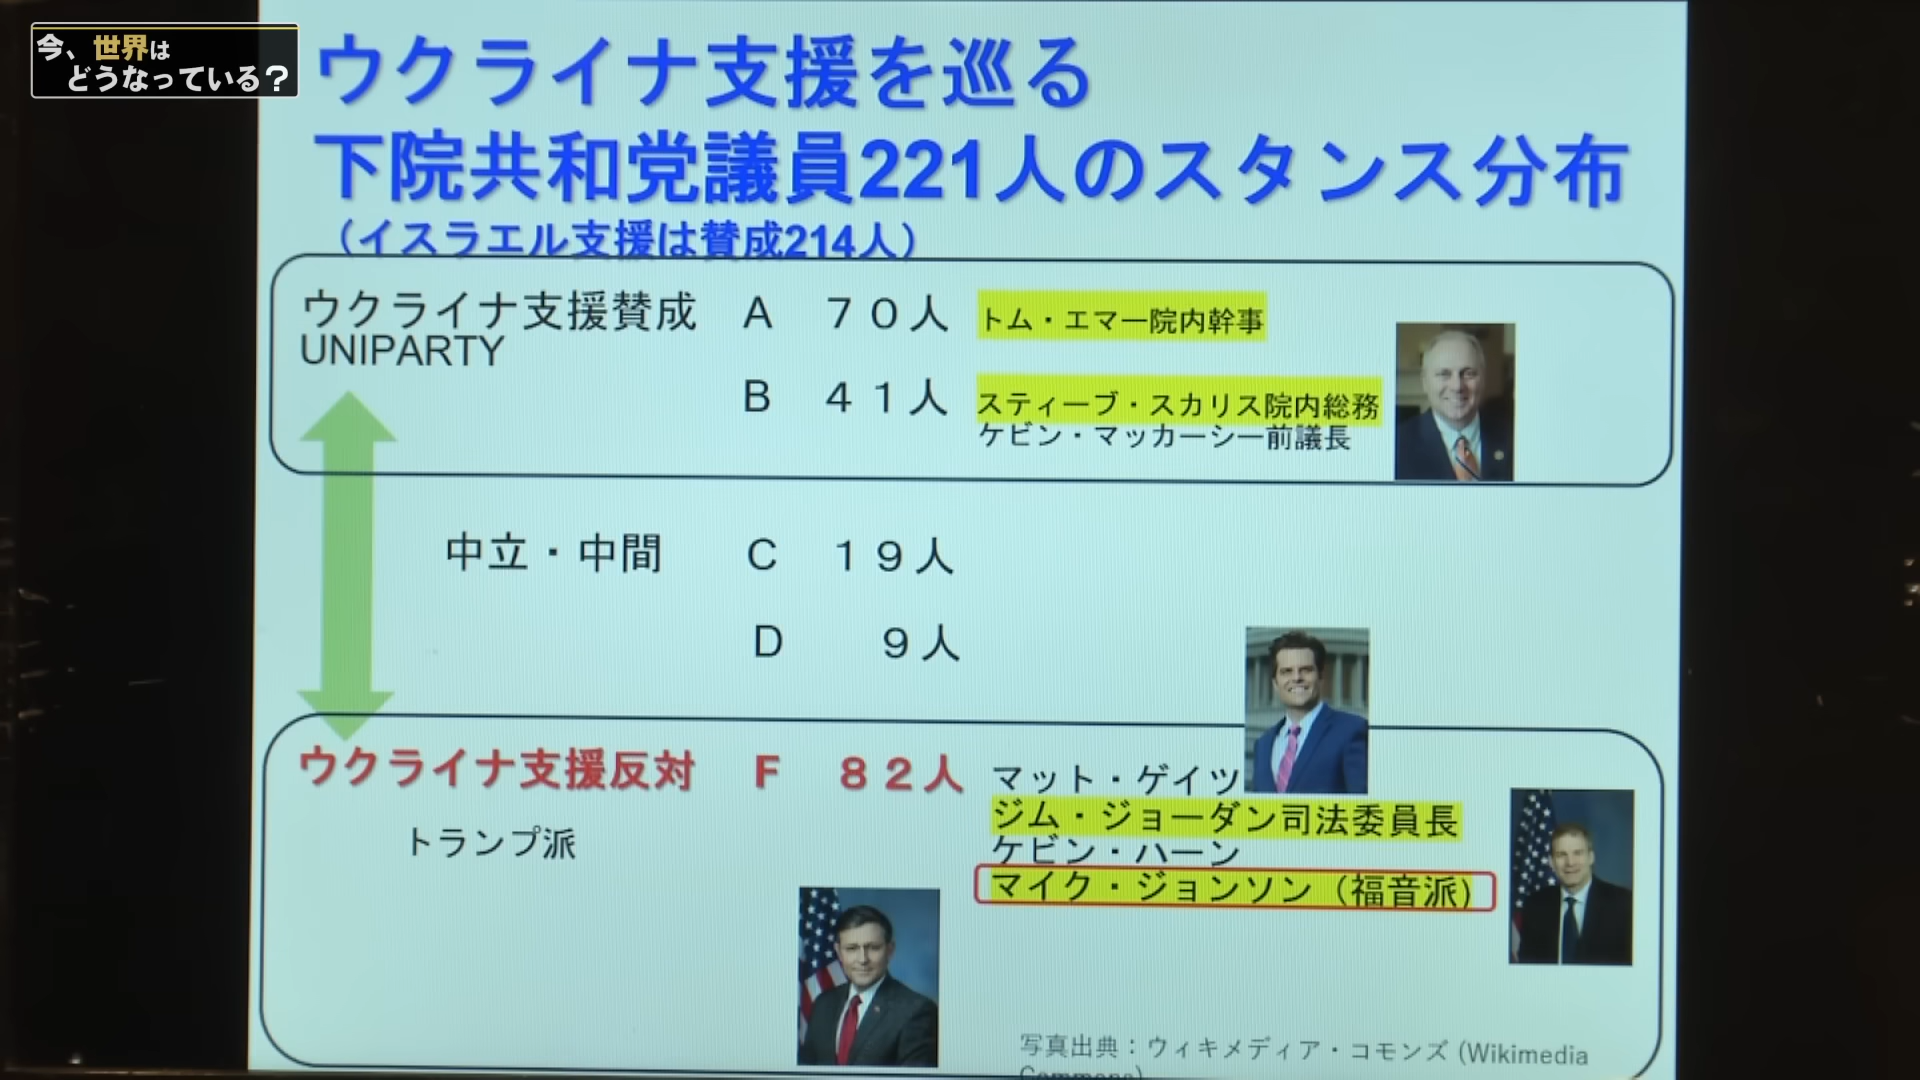 今、世界は
どうなっている?
ウクライナ支援を巡る
下院共和党議員221人のスタンス分布
(イスラエル支援は賛成214人)
ウクライナ支援賛成 A 70人 トム・エマー院内幹事
UNIPARTY
B 41人 スティーブ・スカリス院内総務
ケビン・マッカーシー前議長
中立・中間 C 19人
D 9人
ウクライナ支援反対 F 82人 マット・ゲイツ
ジム・ジョーダン司法委員長
トランプ派 ケビン・ハーン
マイク・ジョンソン(福音派)
写真出典:ウィキメディア・コモンズ (Wikimedia
Commons)